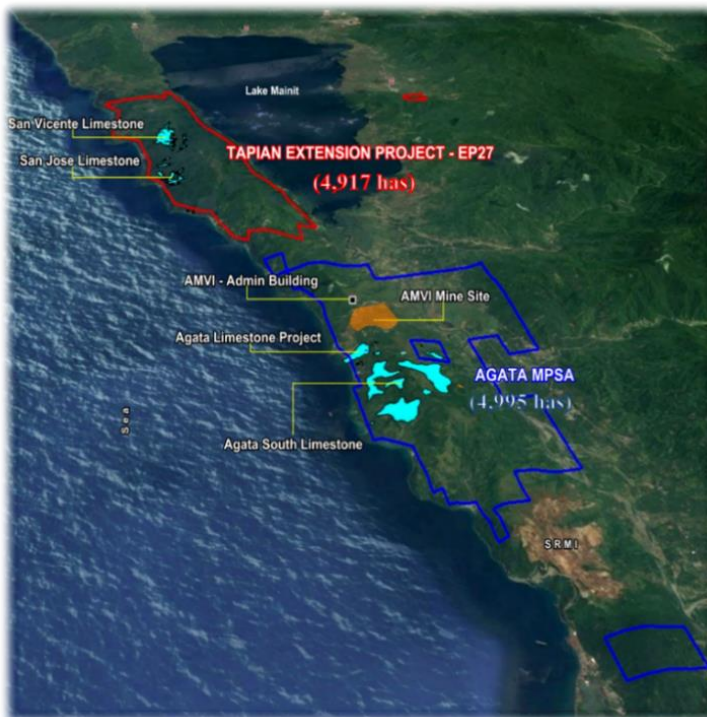 Lake Mainit
San Vicente Limestone
TAPIAN EXTENSION PROJECT - EP27
San Jose Limestone
(4,917 has)
AMVI - Admin Building
AMVI Mine Site
Agata Limestone Project
AGATA MPSA
(4,995 has)
Sea
Agata South Limestone
SRMI